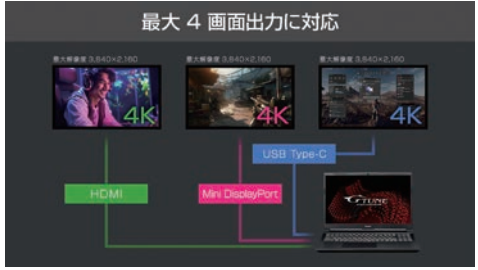 最大 4 画面出力に対応
最大解像度 3,840×2,160
最大解像度 3,840×2,160
最大解像度 3,840×2,160
4K
4K
4K
USB Type-C
HDMI
Mini DisplayPort
G-TUNE